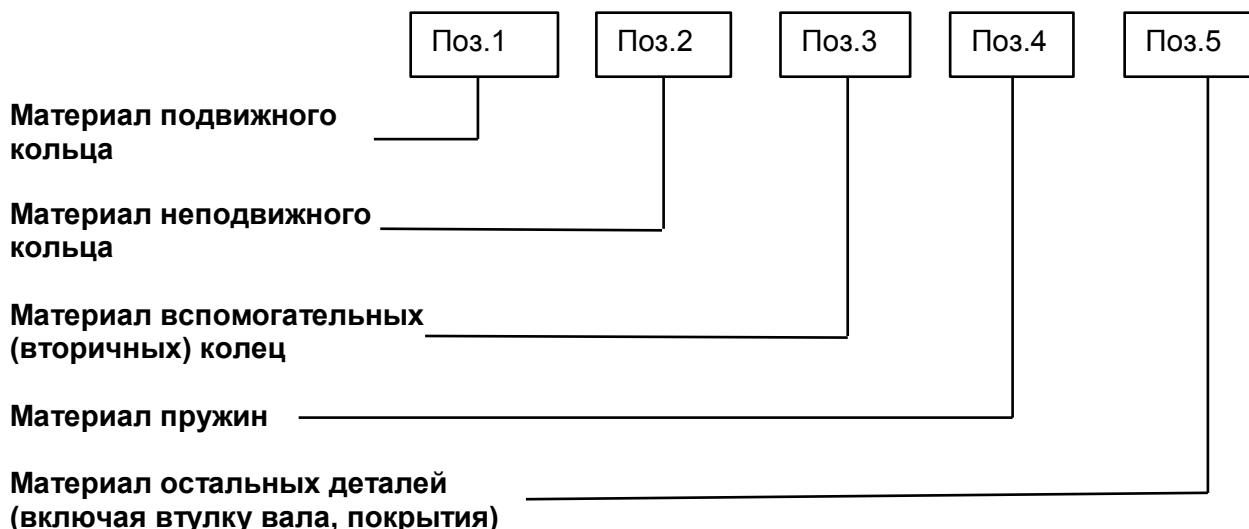 Поз.1 Поз.2 Поз.3 Поз.4 Поз.5
Материал подвижного
кольца
Материал неподвижного
кольца
Материал вспомогательных
(вторичных) колец
Материал пружин
Материал остальных деталей
(включая втулку вала, покрытия)